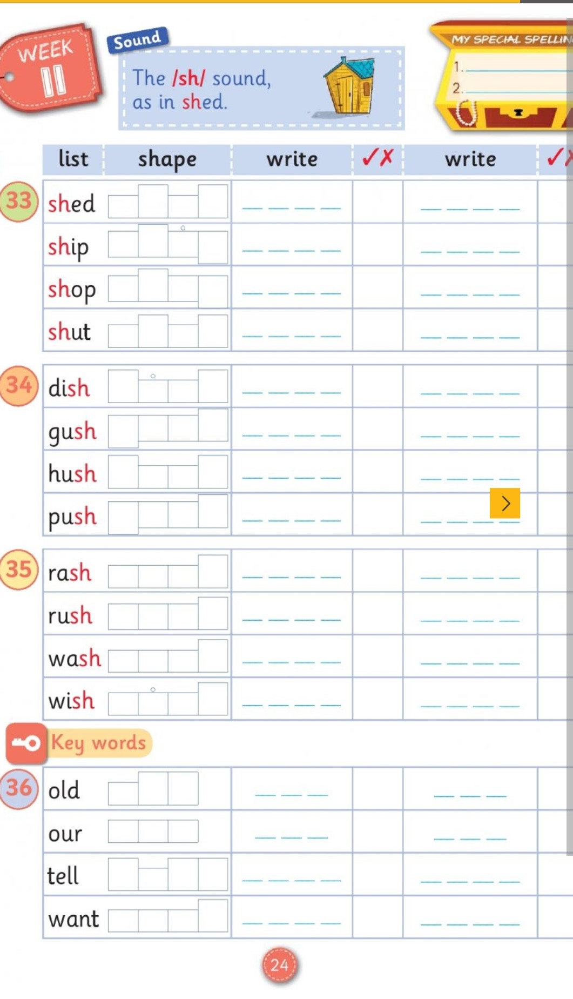 WEEK
11
Sound
The /sh/ sound,
as in shed.
MY SPECIAL
1.
2.
list shape write ✓✗ write ✓✗
33 shed
ship
shop
shut
34 dish
gush
hush
push
35 rash
rush
wash
wish
Key words
36 old
our
tell
want
24